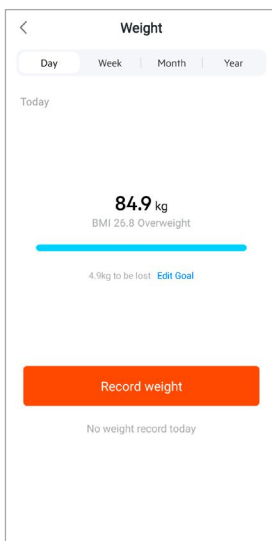 Weight
Day Week Month Year
Today
84.9 kg
BMI 26.8 Overweight
4.9kg to be lost Edit Goal
Record weight
No weight record today